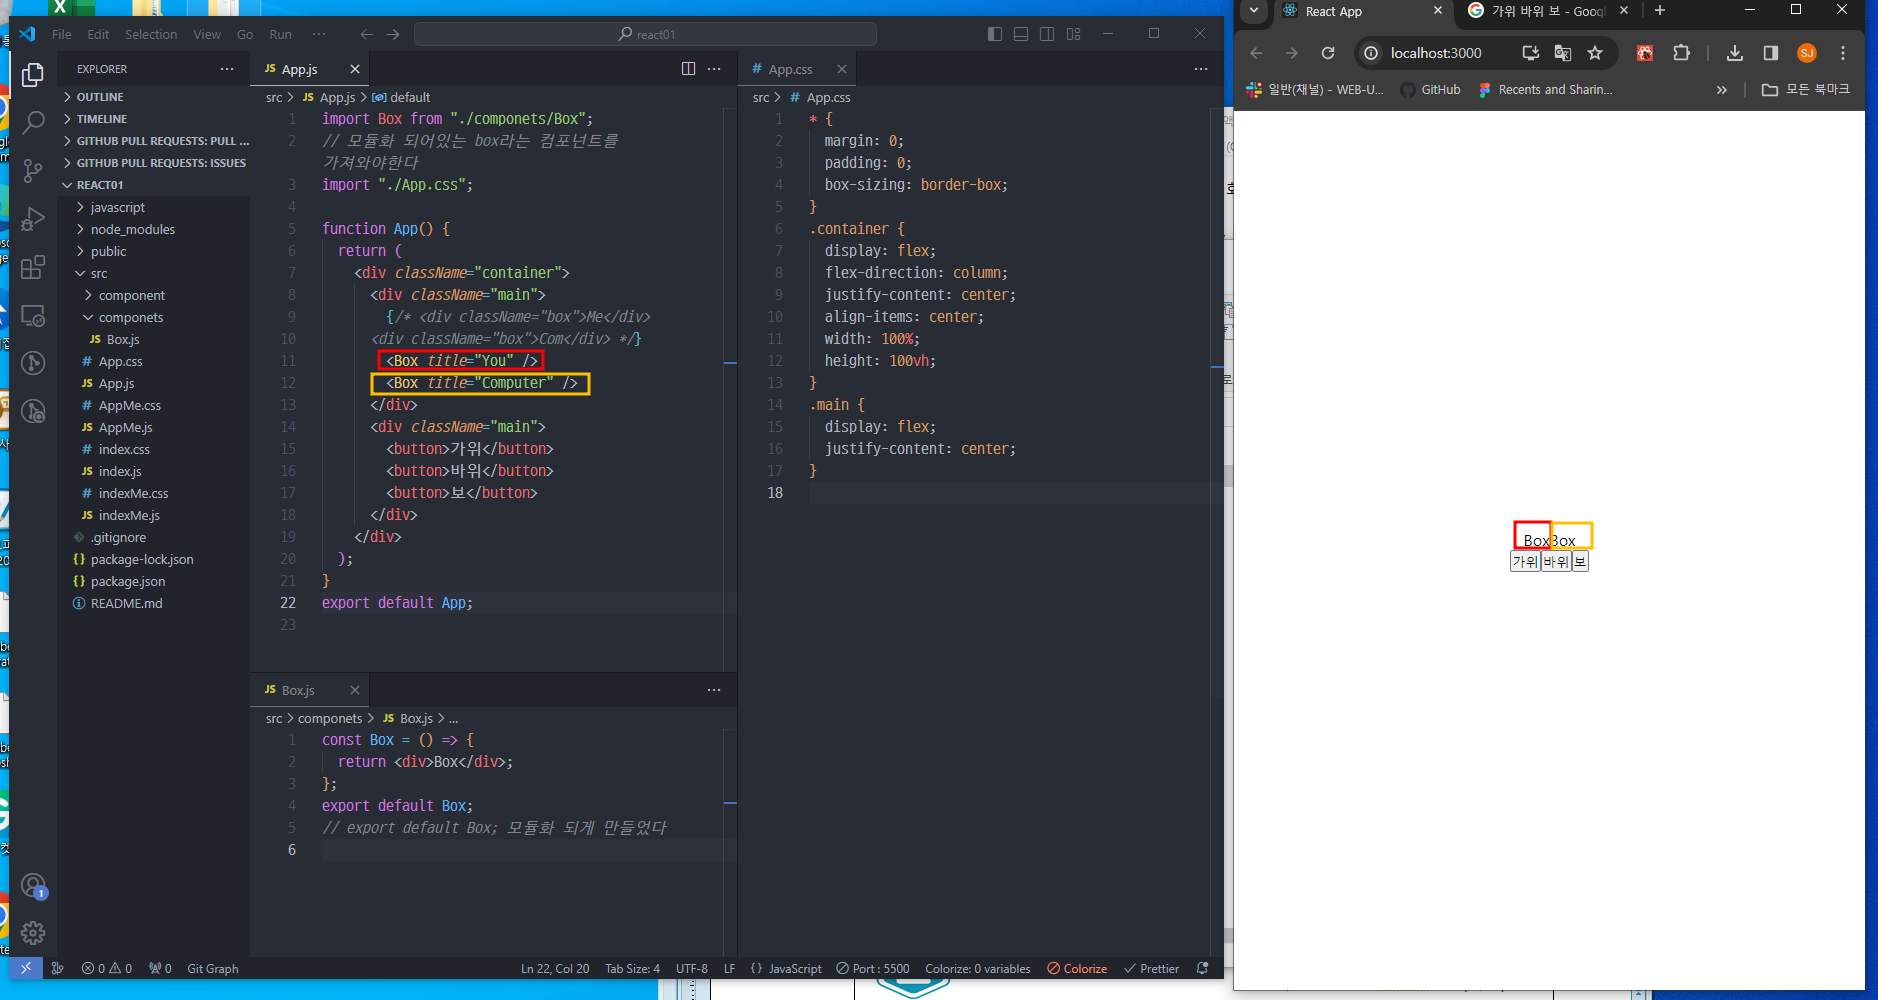 File Edit Selection View Go Run ··· react01
EXPLORER ···
OUTLINE
TIMELINE
GITHUB PULL REQUESTS: PULL ...
GITHUB PULL REQUESTS: ISSUES
REACT01
javascript
node_modules
public
src
component
componets
JS Box.js
# App.css
JS App.js
# AppMe.css
JS AppMe.js
# index.css
JS index.js
# indexMe.css
JS indexMe.js
.gitignore
{} package-lock.json
{} package.json
README.md
1
JS App.js
src > JS App.js > default
1 import Box from "./componets/Box";
2 // 모듈화 되어있는 box라는 컴포넌트를
가져와야한다
3 import "./App.css";
4
5 function App() {
6 return (
7 <div className="container">
8 <div className="main">
9 {/* <div className="box">Me</div>
10 <div className="box">Com</div> */}
11 <Box title="You" />
12 <Box title="Computer" />
13 </div>
14 <div className="main">
15 <button>가위</button>
16 <button>바위</button>
17 <button>보</button>
18 </div>
19 </div>
20 );
21 }
22 export default App;
23
JS Box.js
src > componets > JS Box.js > ...
1 const Box = () => {
2 return <div>Box</div>;
3 };
4 export default Box;
5 // export default Box; 모듈화 되게 만들었다
6
# App.css
src > # App.css
1 * {
2 margin: 0;
3 padding: 0;
4 box-sizing: border-box;
5 }
6 .container {
7 display: flex;
8 flex-direction: column;
9 justify-content: center;
10 align-items: center;
11 width: 100%;
12 height: 100vh;
13 }
14 .main {
15 display: flex;
16 justify-content: center;
17 }
18
0 0 0 Git Graph Ln 22, Col 20 Tab Size: 4 UTF-8 LF {} JavaScript Port : 5500 Colorize: 0 variables Colorize Prettier
React App 가위 바위 보 - Goo
localhost:3000 SJ
일반(채널) - WEB-U... GitHub Recents and Sharin... » 모든 북마크
BoxBox
가위 바위 보